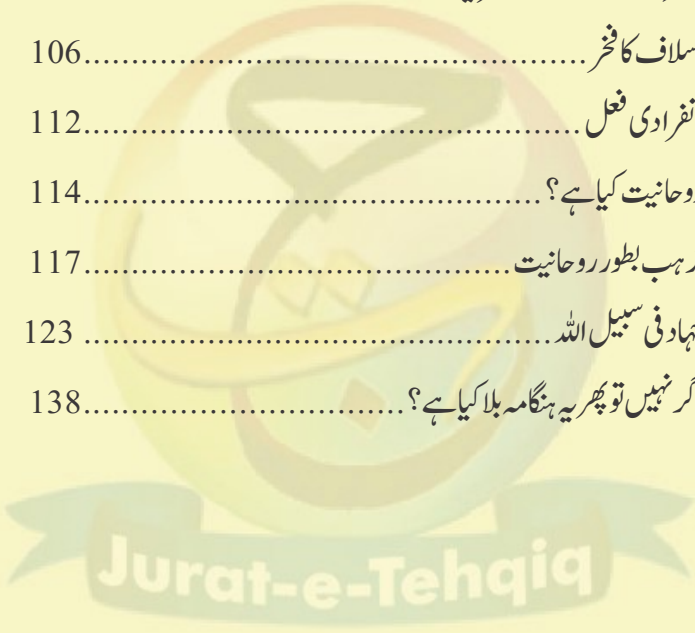 سلاف کا فخر ................................................ 106
نفرادی فعل ................................................ 112
وحانیت کیا ہے؟ ................................................ 114
ہب بطور روحانیت ................................................ 117
ہاد فی سبیل اللہ ................................................ 123
گر نہیں تو پھر یہ ہنگامہ بلا کیا ہے؟ ................................ 138
Jurat-e-Tehqiq